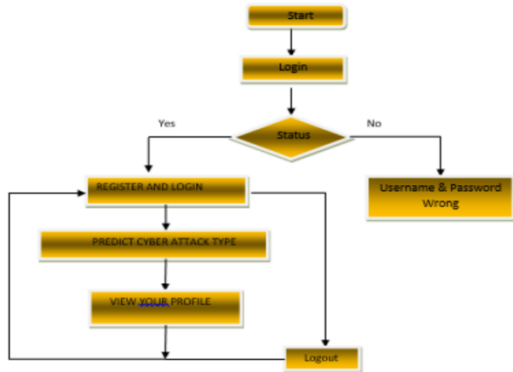 Start
Login
Status
Yes
No
REGISTER AND LOGIN
Username & Password
Wrong
PREDICT CYBER ATTACK TYPE
VIEW YOUR PROFILE
Logout